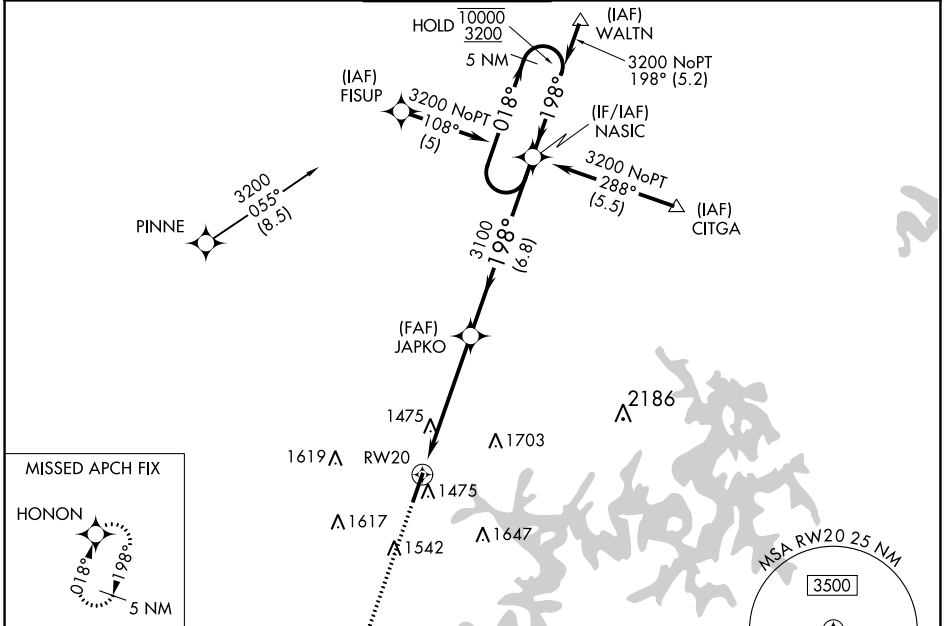 HOLD 10000
3200
5 NM
(IAF)
WALTN
3200 NoPT
198° (5.2)
(IAF)
FISUP
3200 NoPT
108°
(5)
018°
198°
(IF/IAF)
NASIC
3200 NoPT
288°
(5.5)
(IAF)
CITGA
3200
055°
(8.5)
PINNE
3100
198°
(6.8)
(FAF)
JAPKO
2186
1475
1703
1619
RW20
1475
1617
1542
1647
MISSED APCH FIX
HONON
018°
198°
5 NM
MSA RW20 25 NM
3500